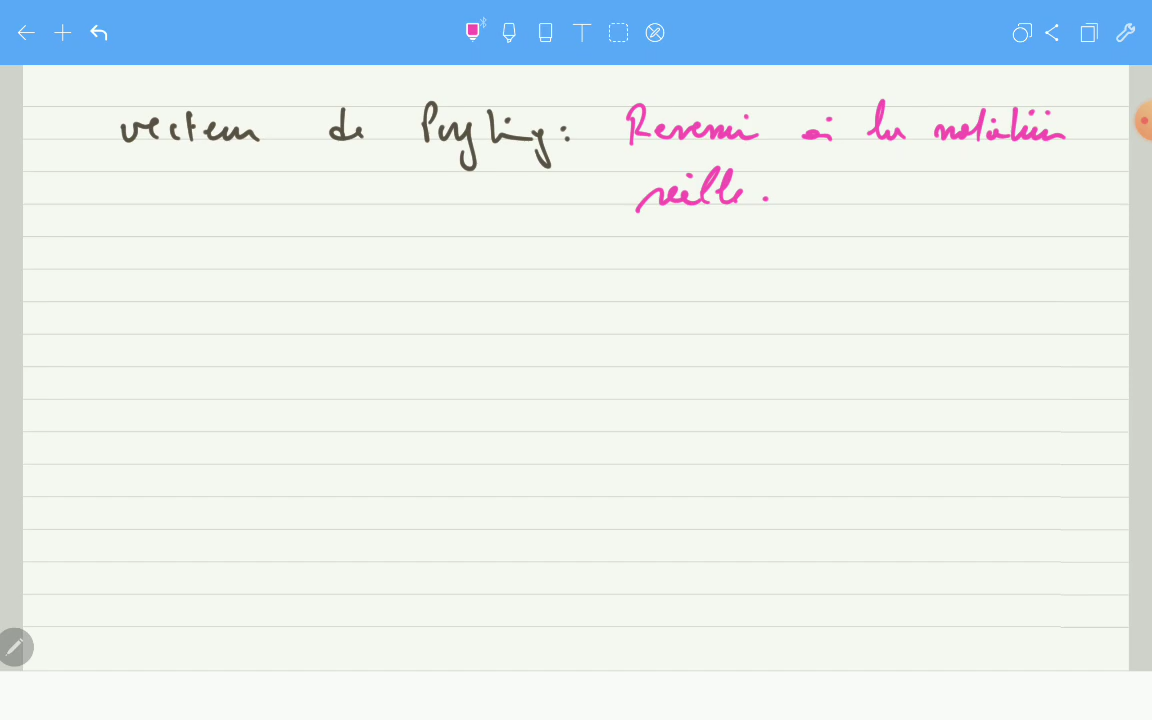 vecteur de Poynting : Revenir à la notation
réelle.